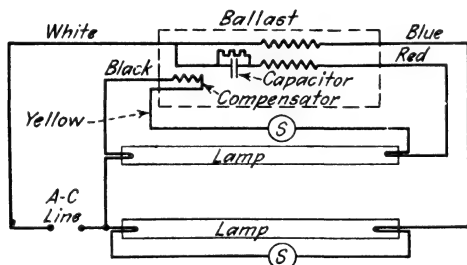 Ballast
White
Blue
Red
Black
Capacitor
Compensator
Yellow
S
Lamp
A-C
Line
Lamp
S